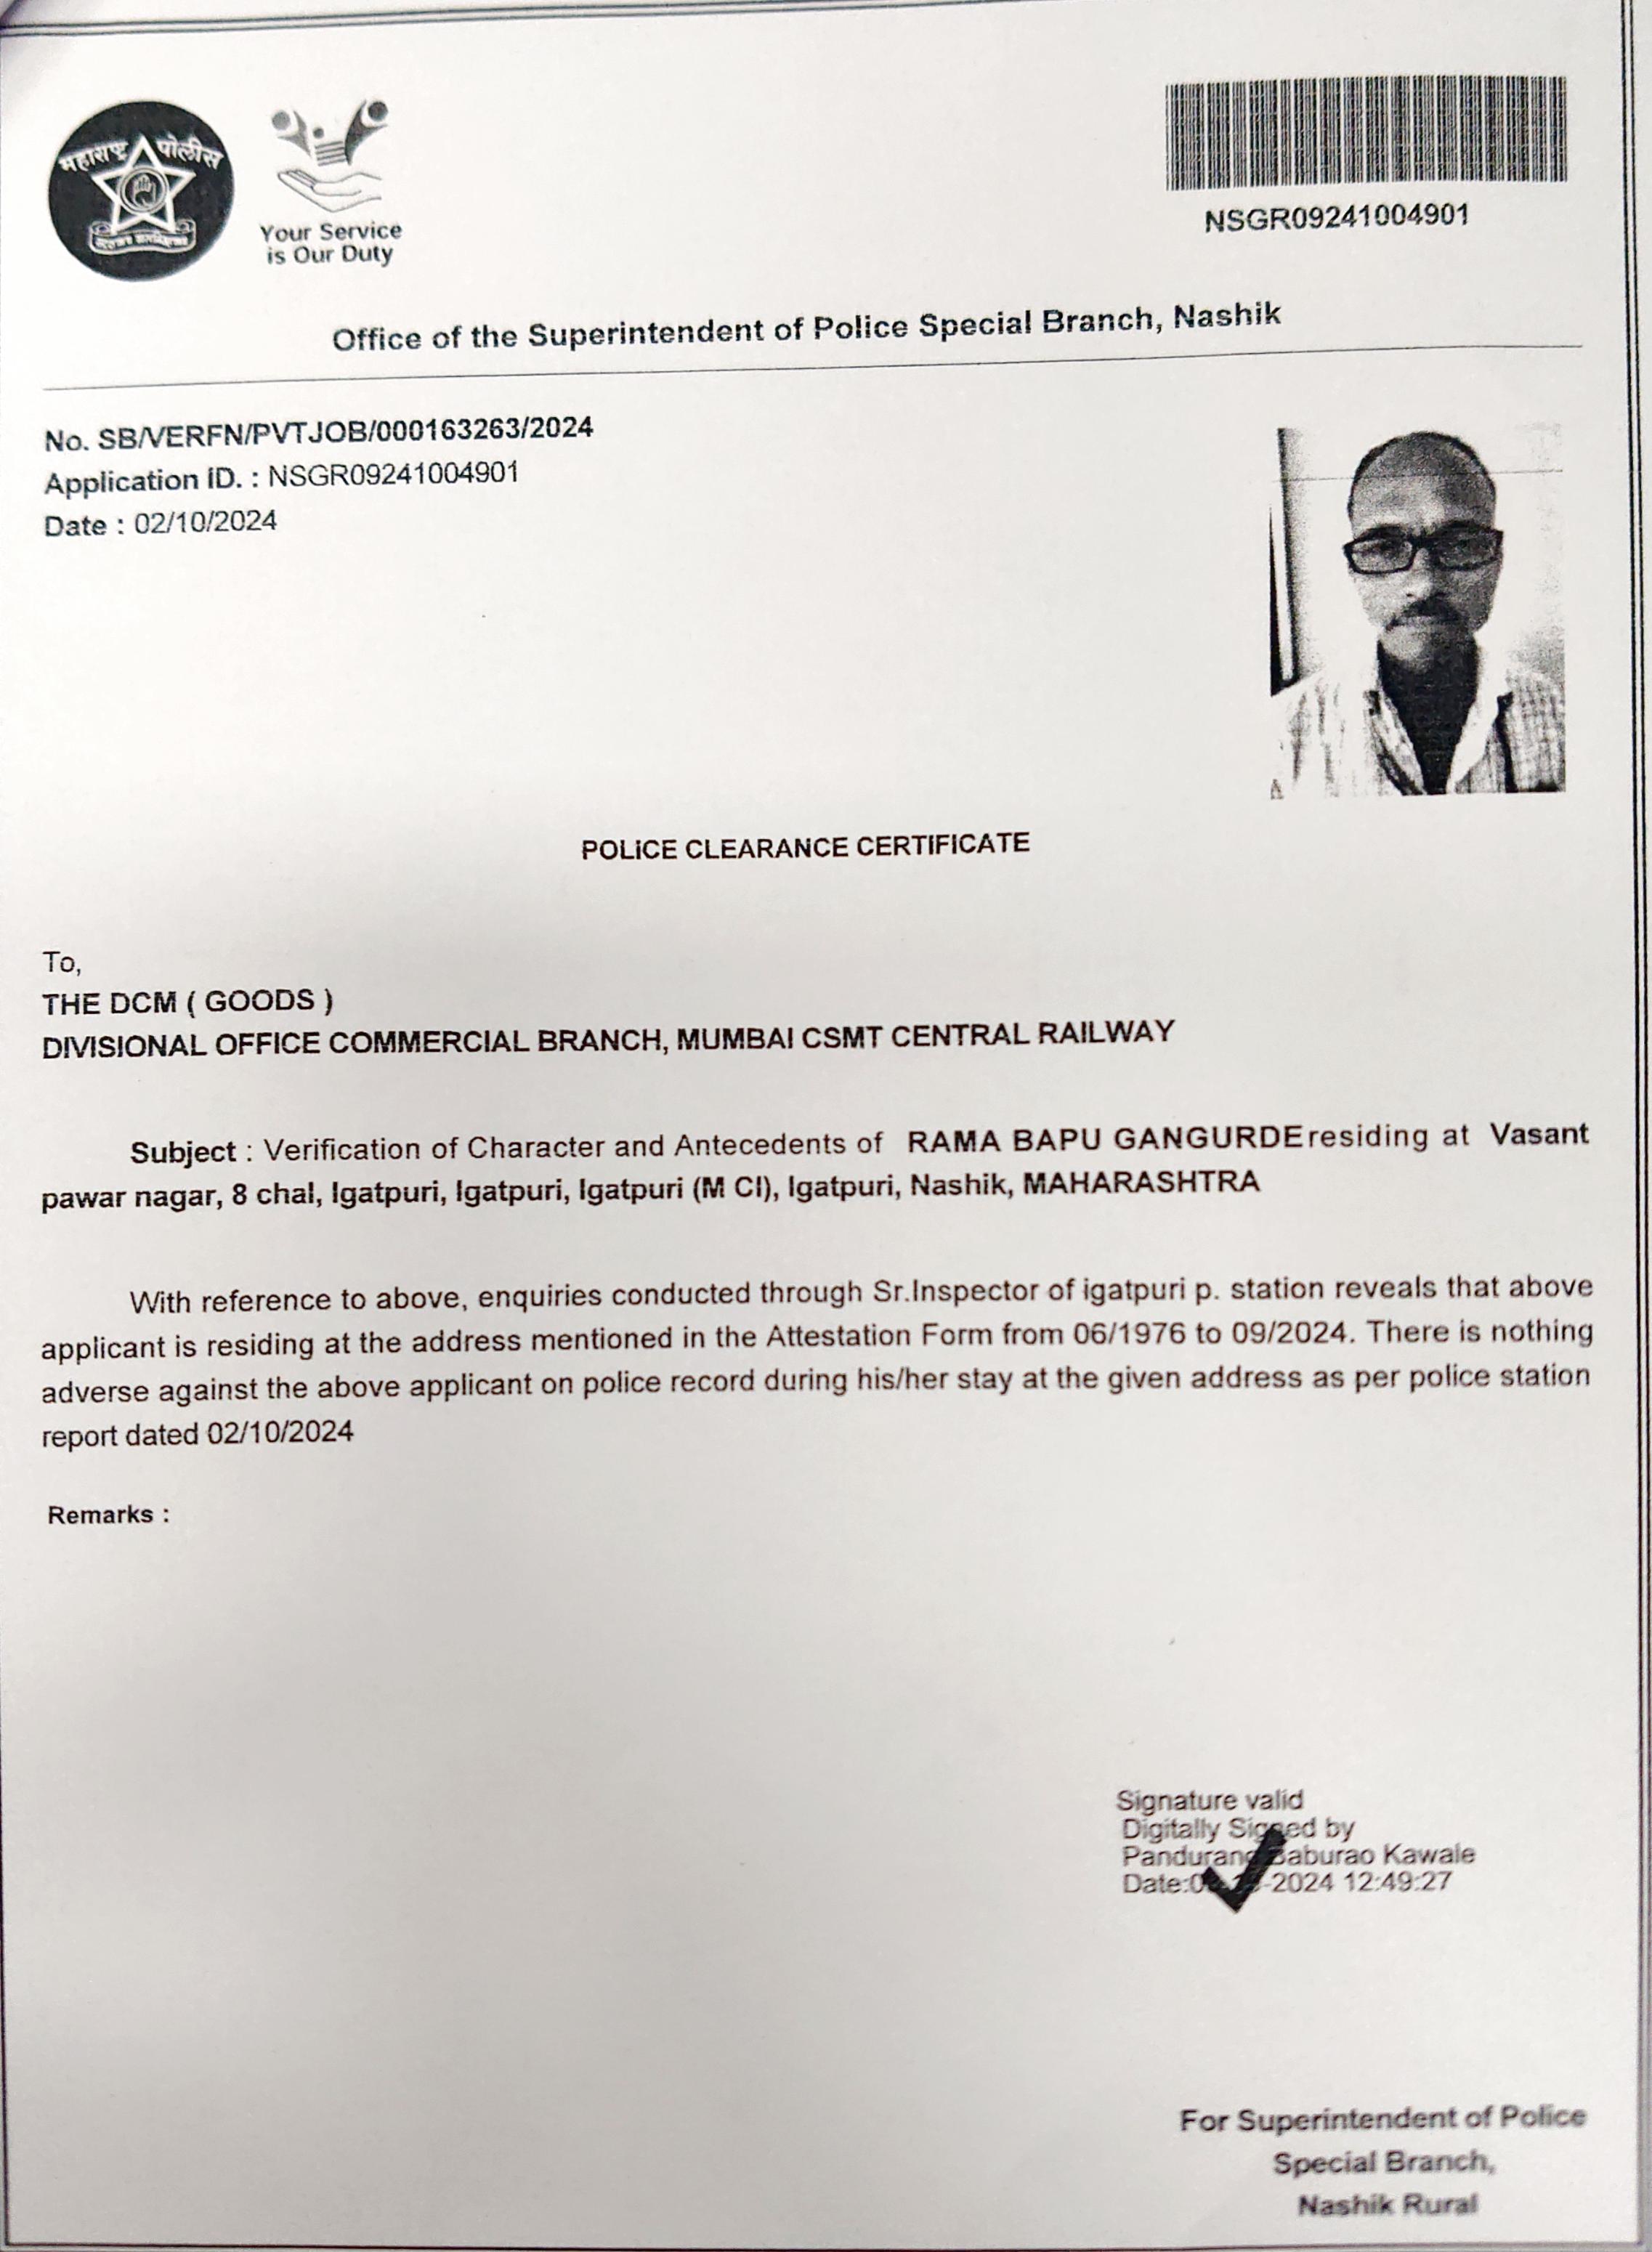 महाराष्ट्र पोलीस
Your Service
is Our Duty
NSGR09241004901
Office of the Superintendent of Police Special Branch, Nashik
No. SB/VERFN/PVTJOB/000163263/2024
Application ID. : NSGR09241004901
Date : 02/10/2024
POLICE CLEARANCE CERTIFICATE
To,
THE DCM ( GOODS )
DIVISIONAL OFFICE COMMERCIAL BRANCH, MUMBAI CSMT CENTRAL RAILWAY
Subject : Verification of Character and Antecedents of RAMA BAPU GANGURDEresiding at Vasant
pawar nagar, 8 chal, Igatpuri, Igatpuri, Igatpuri (M Cl), Igatpuri, Nashik, MAHARASHTRA
With reference to above, enquiries conducted through Sr.Inspector of igatpuri p. station reveals that above
applicant is residing at the address mentioned in the Attestation Form from 06/1976 to 09/2024. There is nothing
adverse against the above applicant on police record during his/her stay at the given address as per police station
report dated 02/10/2024
Remarks :
Signature valid
Digitally Signed by
Pandurang Baburao Kawale
-2024 12:49:27
For Superintendent of Police
Special Branch,
Nashik Rural